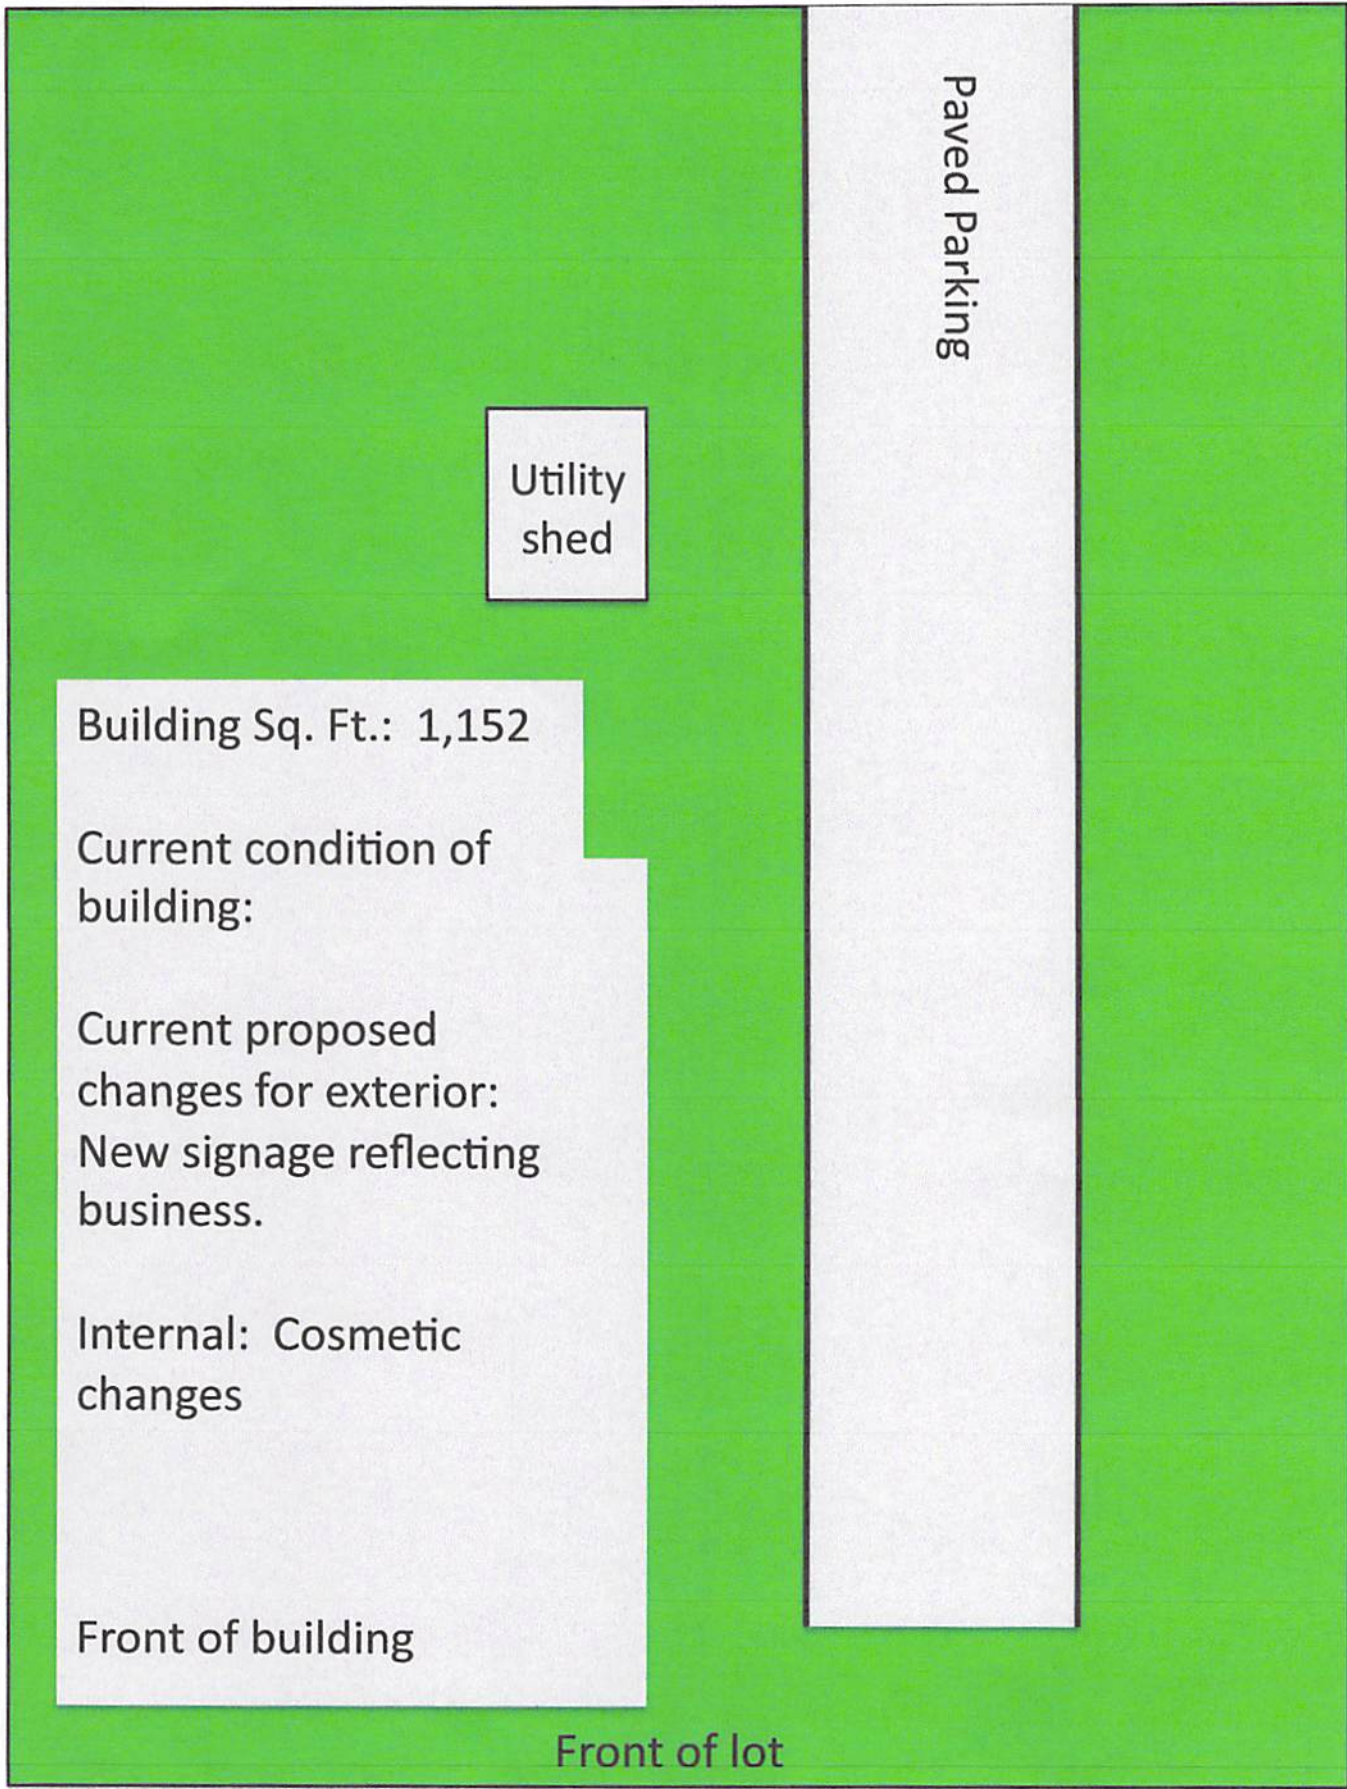 Paved Parking
Utility
shed
Building Sq. Ft.:  1,152
Current condition of
building:
Current proposed
changes for exterior:
New signage reflecting
business.
Internal:  Cosmetic
changes
Front of building
Front of lot